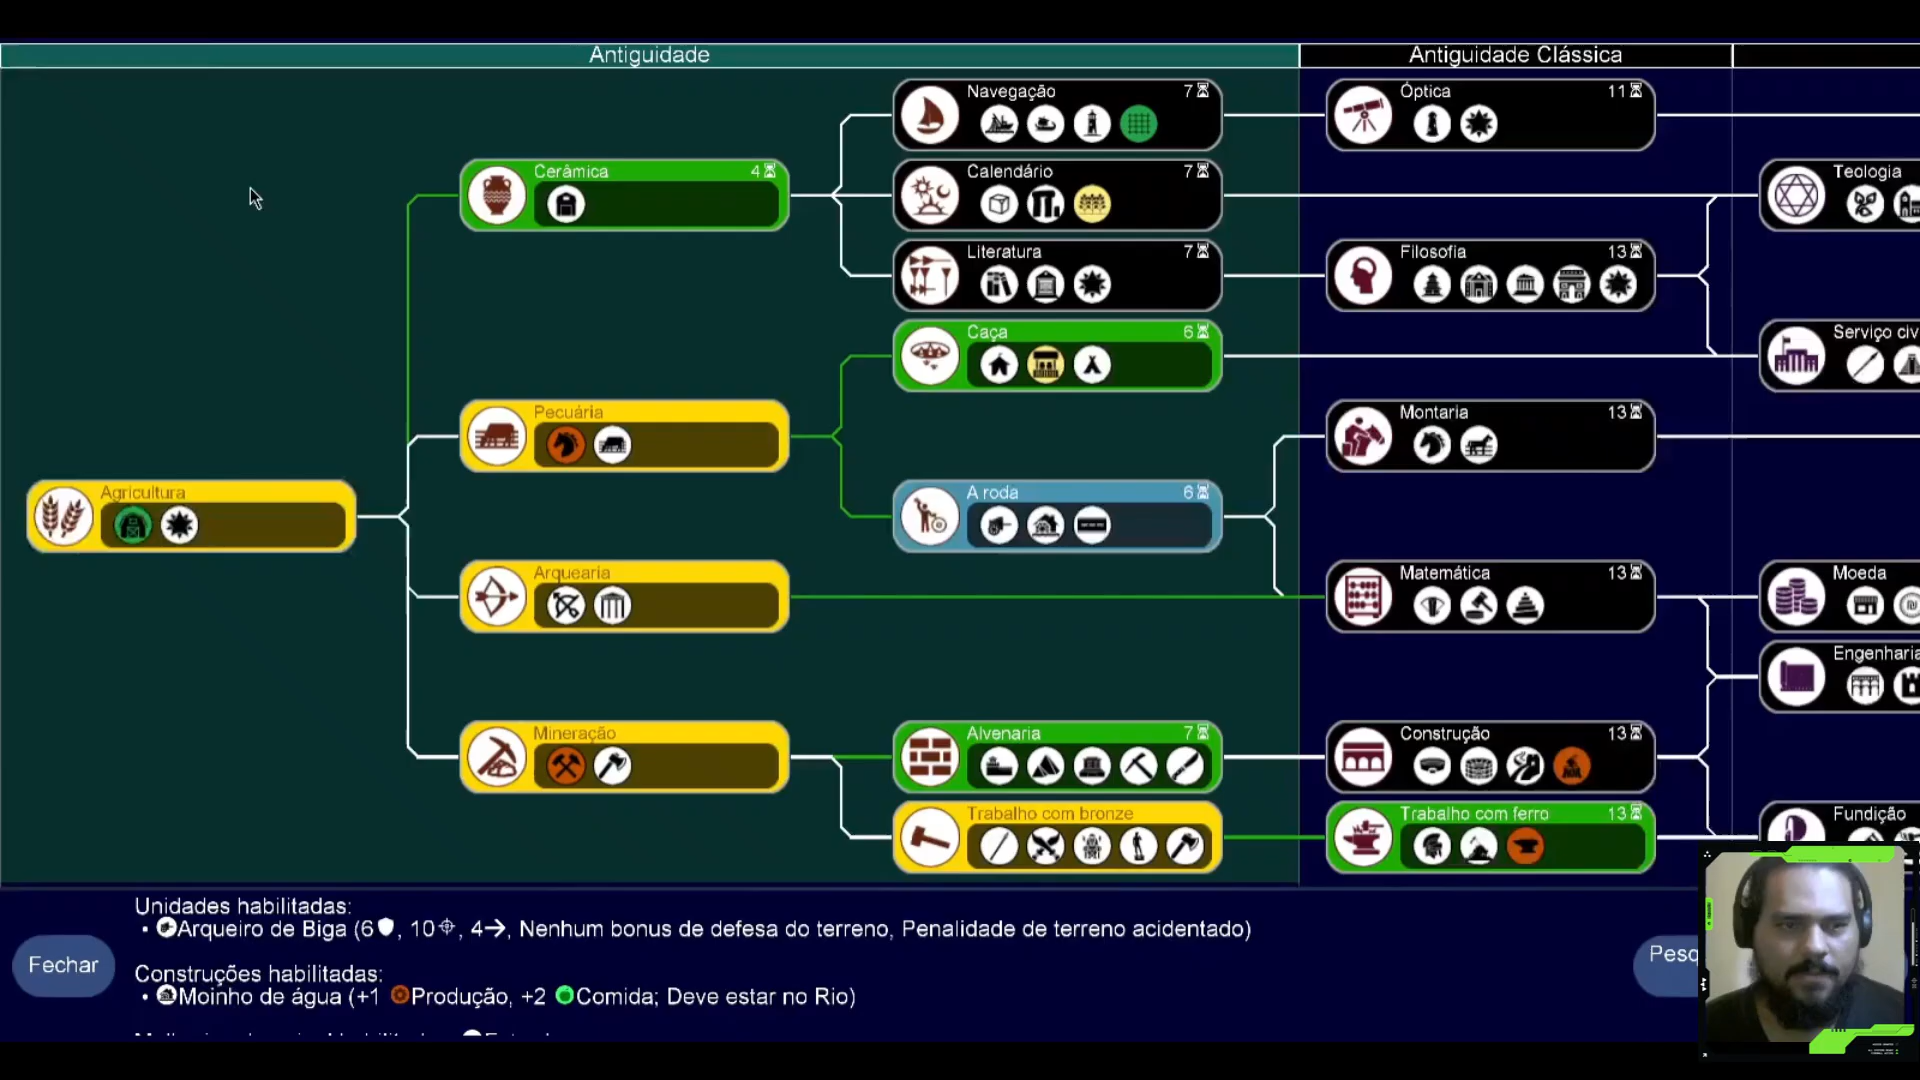 Antiguidade
Antiguidade Clássica
Navegação 7
Óptica 11
Cerâmica 4
Calendário 7
Teologia
Literatura 7
Filosofia 13
Caça 6
Serviço civ
Pecuária
Montaria 13
Agricultura
A roda 6
Arquearia
Matemática 13
Moeda
Engenharia
Mineração
Alvenaria 7
Construção 13
Trabalho com bronze
Trabalho com ferro 13
Fundição
Unidades habilitadas:
• Arqueiro de Biga (6, 10, 4→, Nenhum bonus de defesa do terreno, Penalidade de terreno acidentado)
Fechar
Pesq
Construções habilitadas:
• Moinho de água (+1 Produção, +2 Comida; Deve estar no Rio)